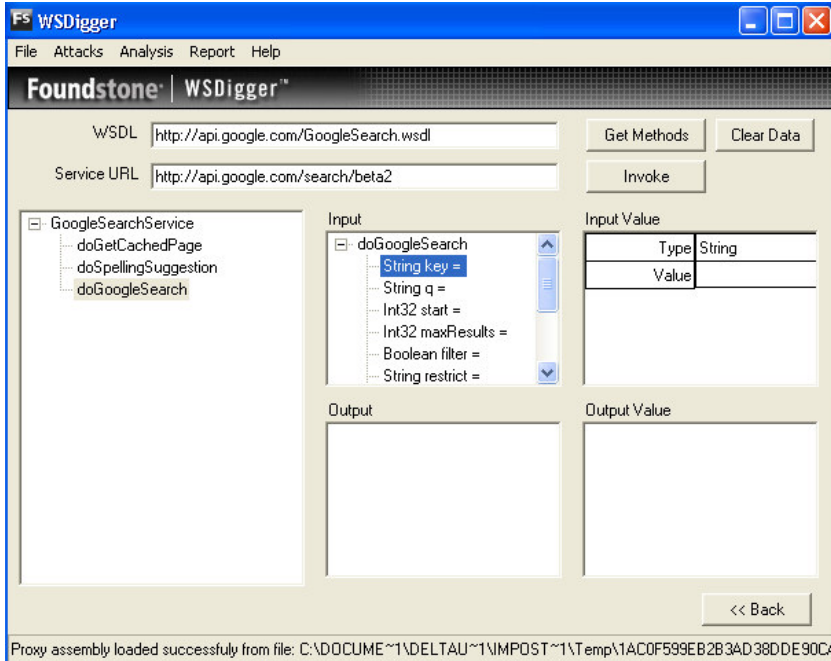 FS WSDigger
File Attacks Analysis Report Help
Foundstone | WSDigger™
WSDL http://api.google.com/GoogleSearch.wsdl Get Methods Clear Data
Service URL http://api.google.com/search/beta2 Invoke
GoogleSearchService
doGetCachedPage
doSpellingSuggestion
doGoogleSearch
Input
doGoogleSearch
String key =
String q =
Int32 start =
Int32 maxResults =
Boolean filter =
String restrict =
Input Value
Type String
Value
Output
Output Value
<< Back
Proxy assembly loaded successfuly from file: C:\DOCUME~1\DELTAU~1\IMPOST~1\Temp\1AC0F599EB2B3AD38DDE90CA